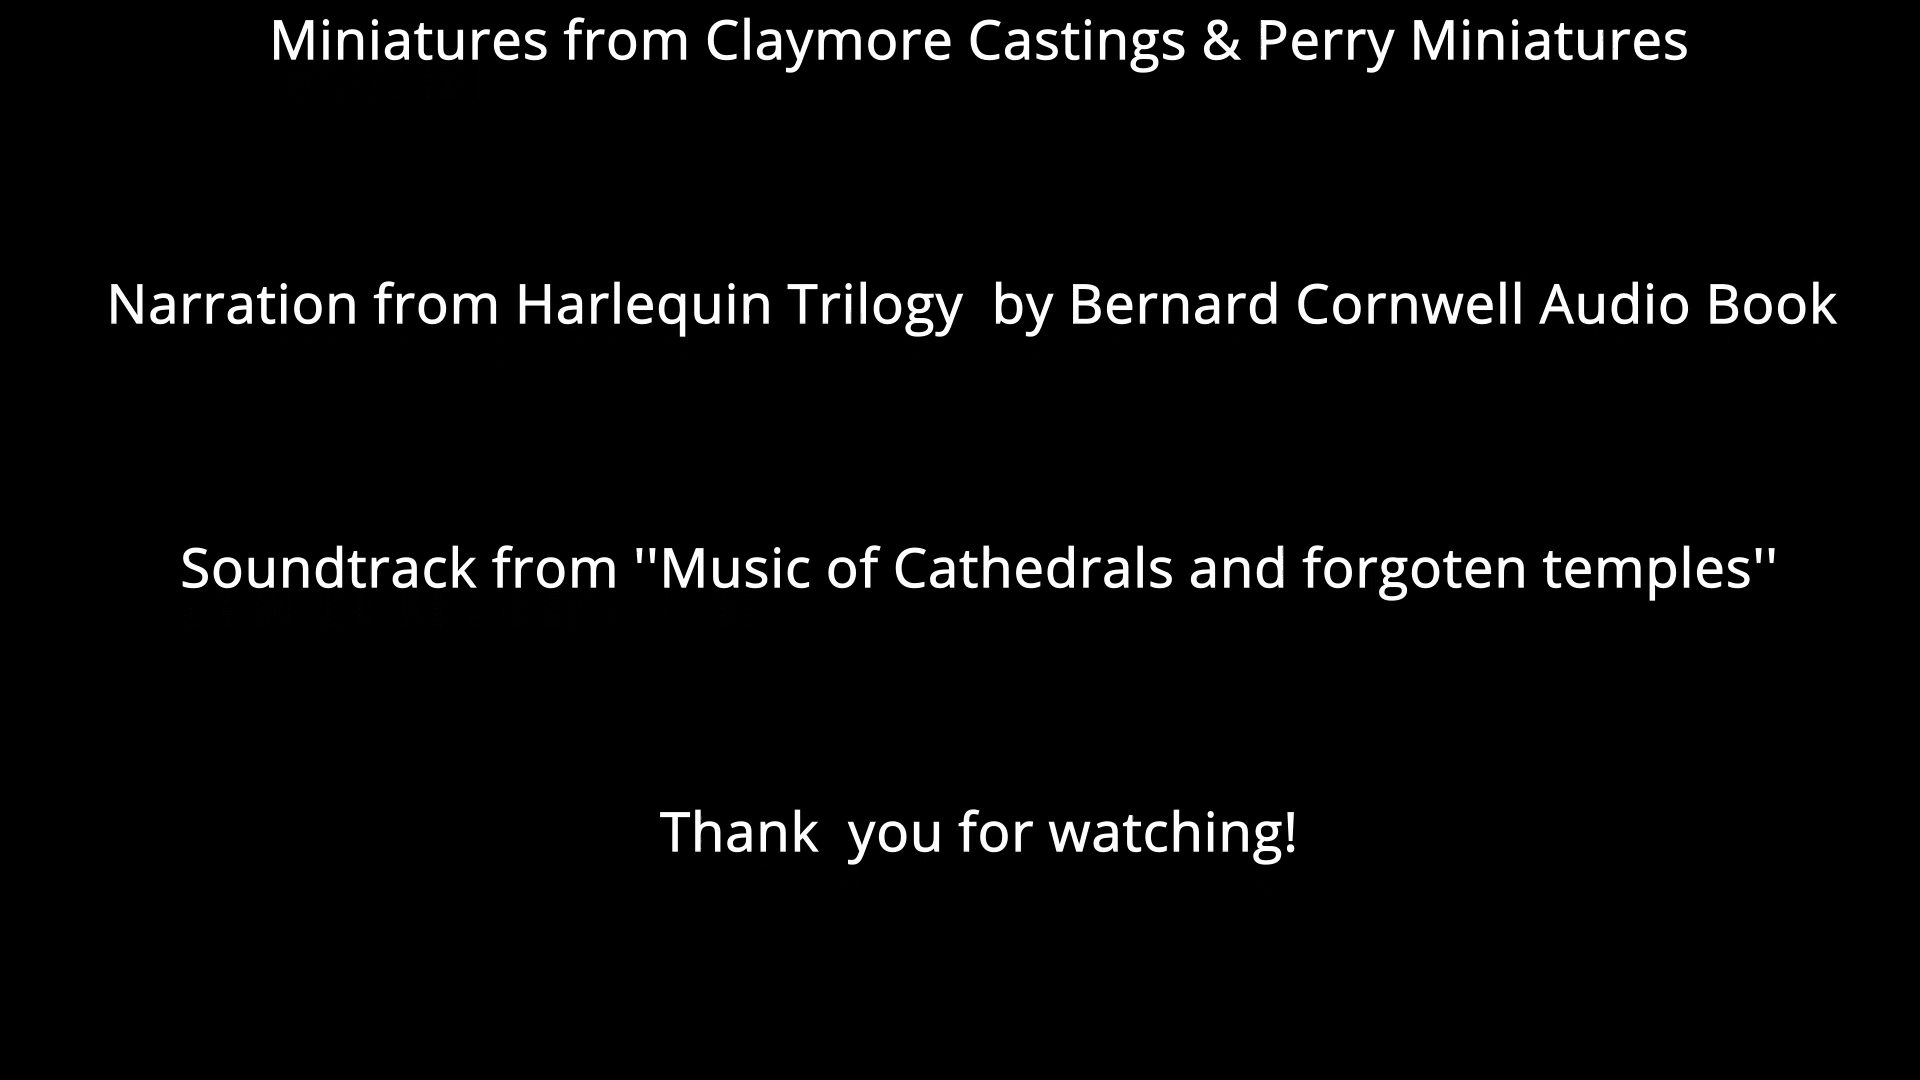 Miniatures from Claymore Castings & Perry Miniatures
Narration from Harlequin Trilogy  by Bernard Cornwell Audio Book
Soundtrack from ''Music of Cathedrals and forgoten temples''
Thank  you for watching!